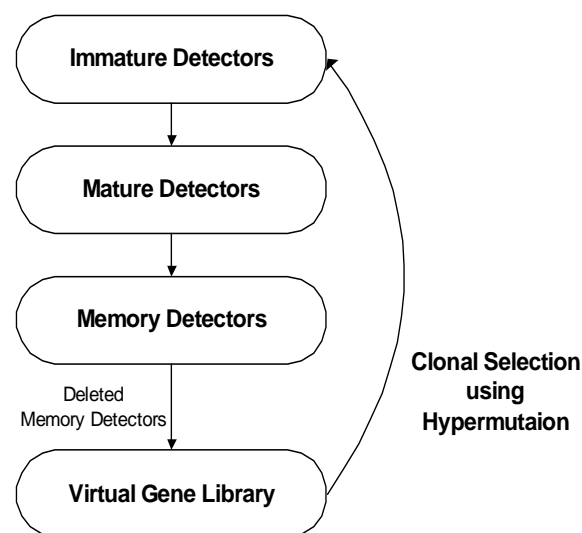 Immature Detectors
Mature Detectors
Memory Detectors
Deleted
Memory Detectors
Clonal Selection
using
Hypermutaion
Virtual Gene Library